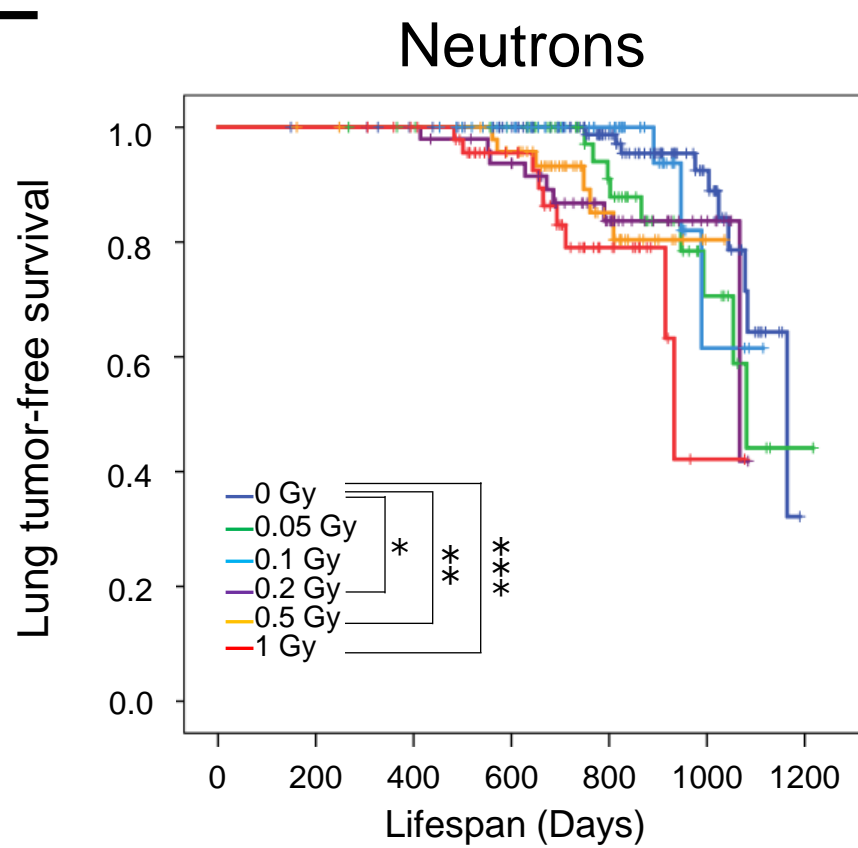 Neutrons
Lung tumor-free survival
1.0
0.8
0.6
0.4
0.2
0.0
0 Gy
0.05 Gy
0.1 Gy
0.2 Gy
0.5 Gy
1 Gy
*
**
***
0 200 400 600 800 1000 1200
Lifespan (Days)